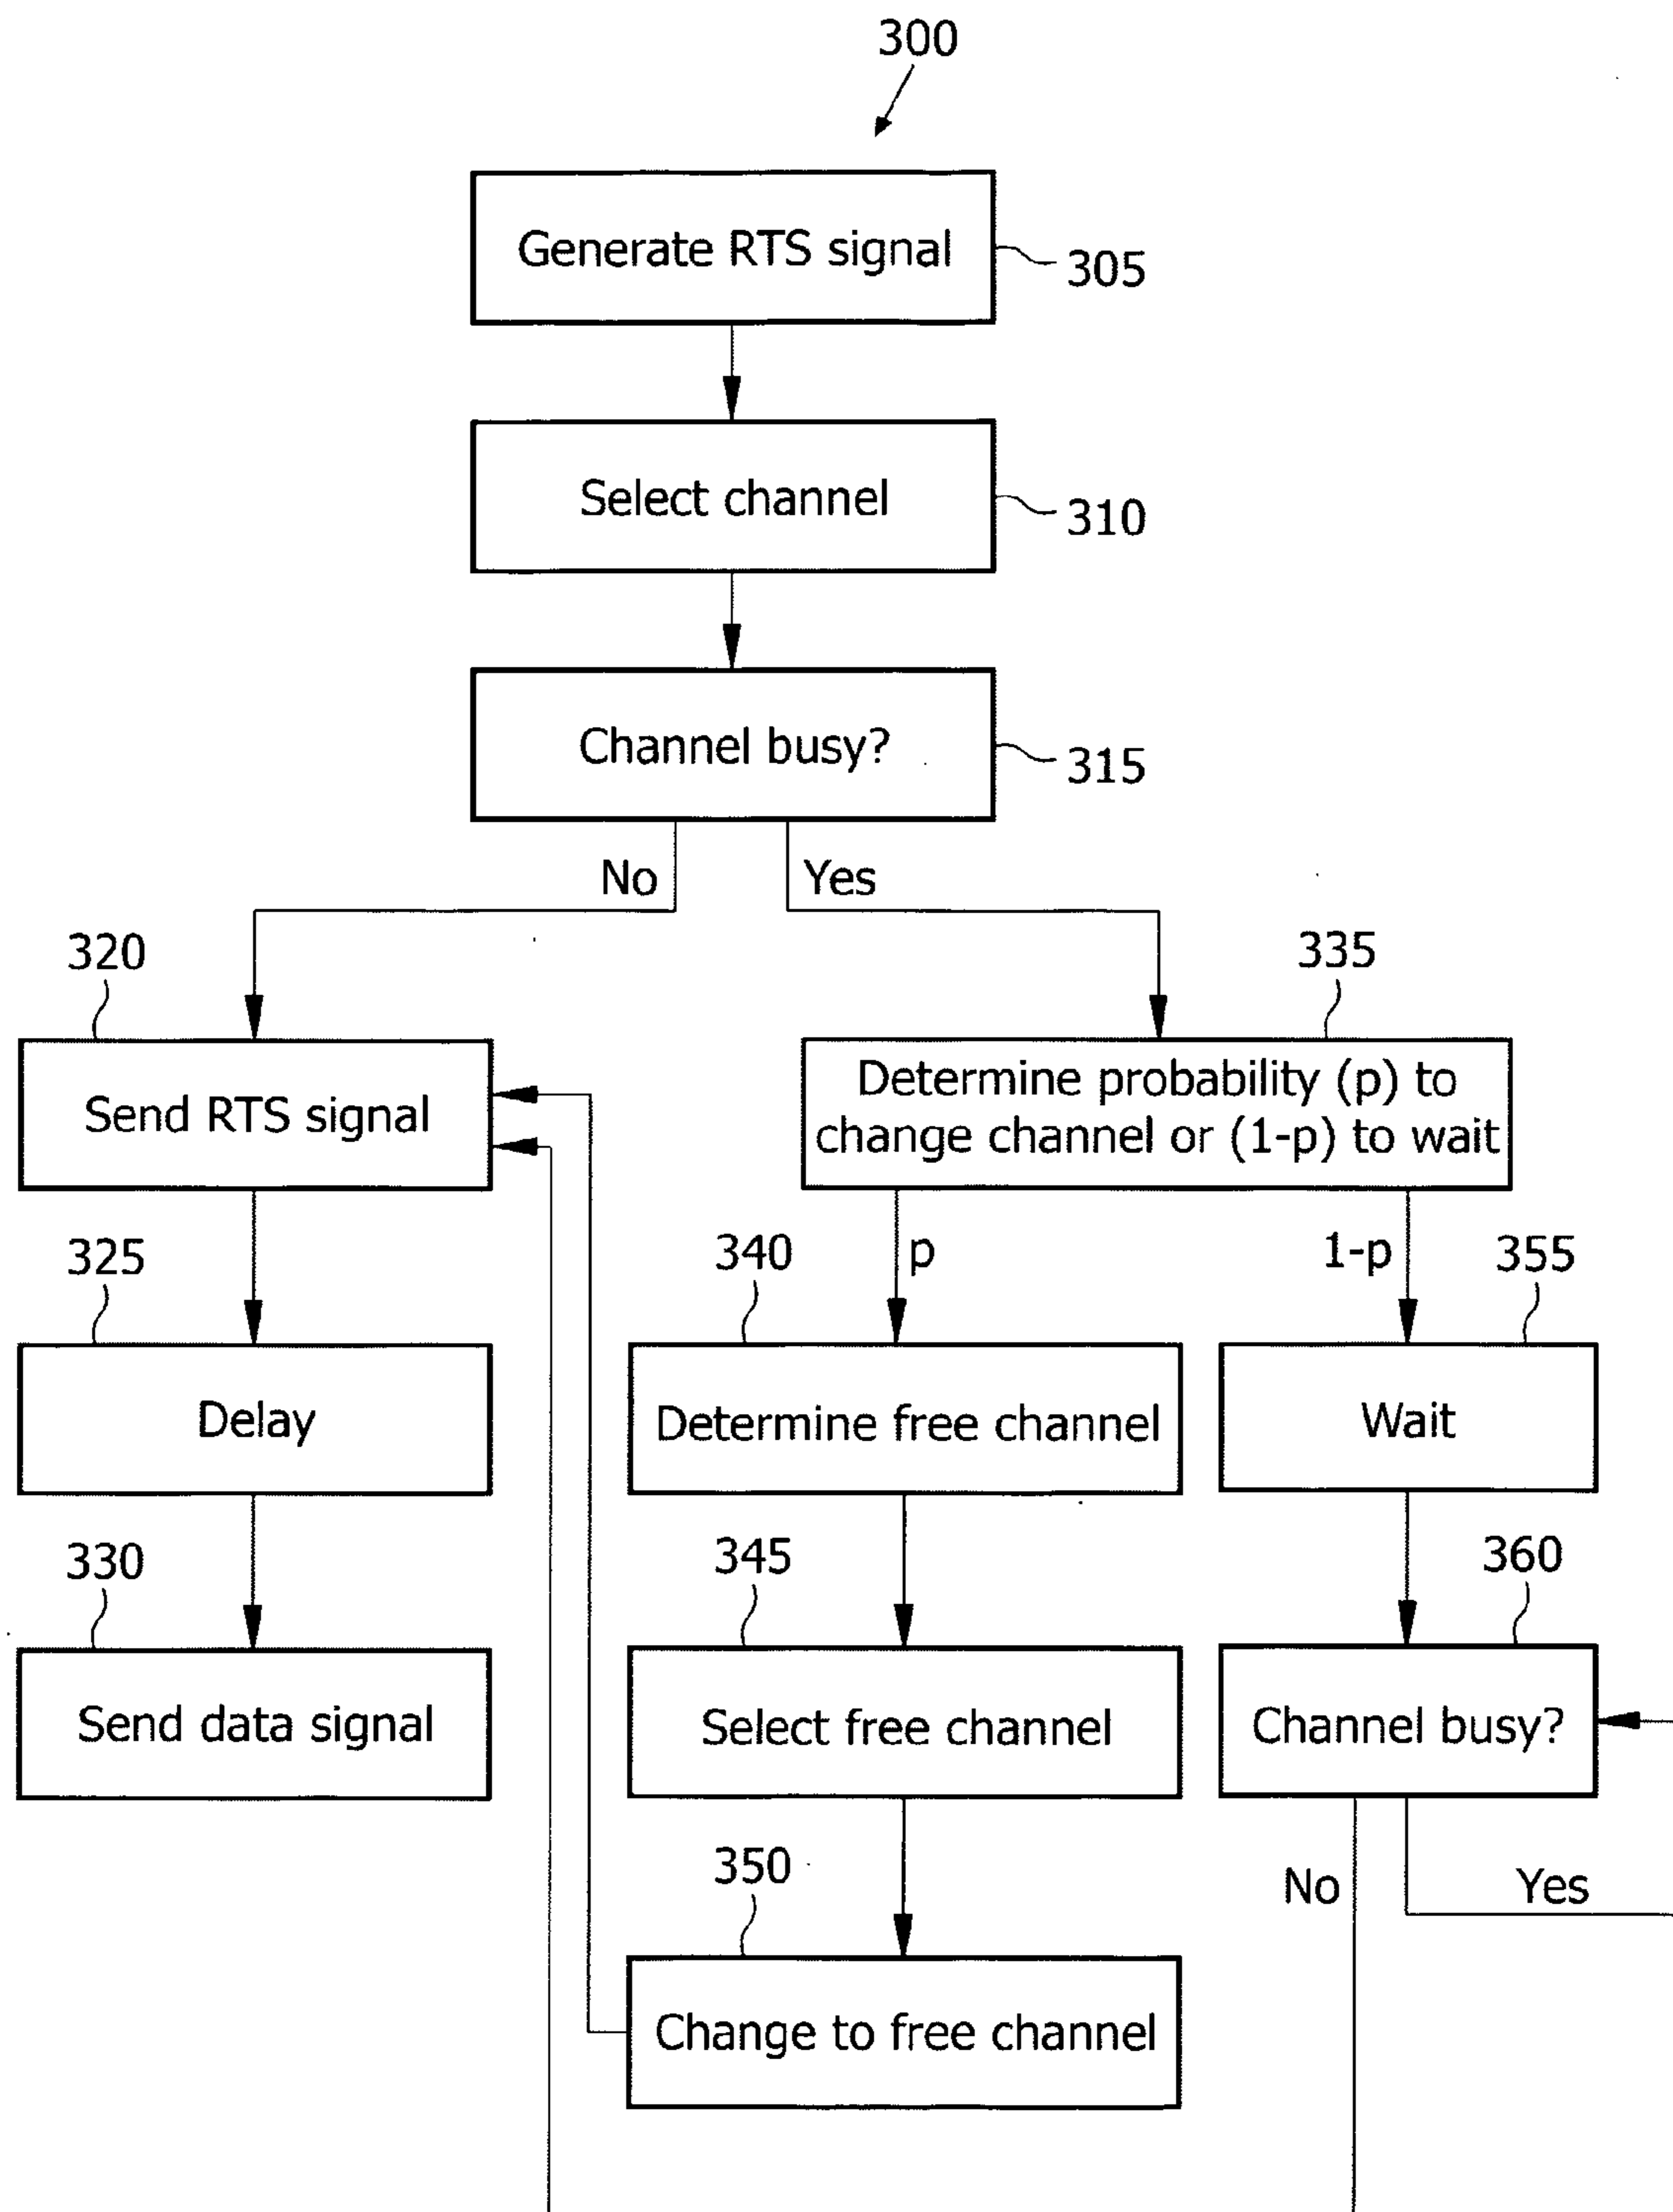 300
Generate RTS signal
305
Select channel
310
Channel busy?
315
No
Yes
320
335
Send RTS signal
Determine probability (p) to
change channel or (1-p) to wait
325
340
p
1-p
355
Delay
Determine free channel
Wait
330
345
360
Send data signal
Select free channel
Channel busy?
350
No
Yes
Change to free channel